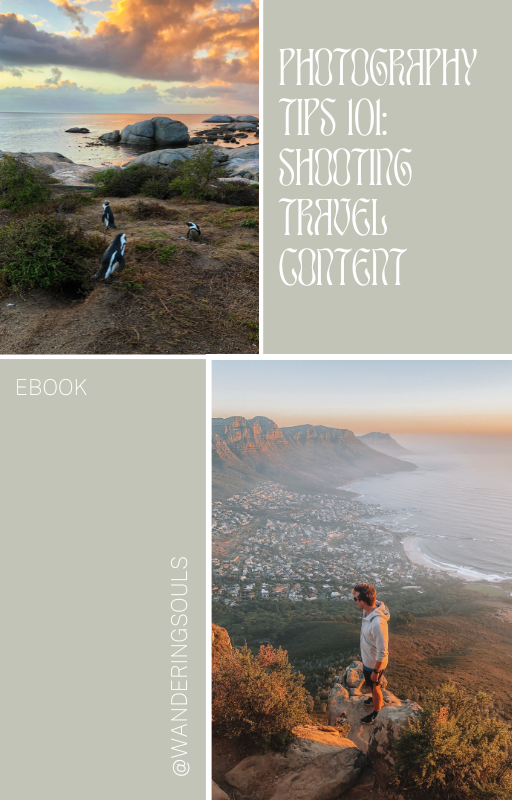 PHOTOGRAPHY
TIPS 101:
SHOOTING
TRAVEL
CONTENT
EBOOK
@WANDERINGSOULS